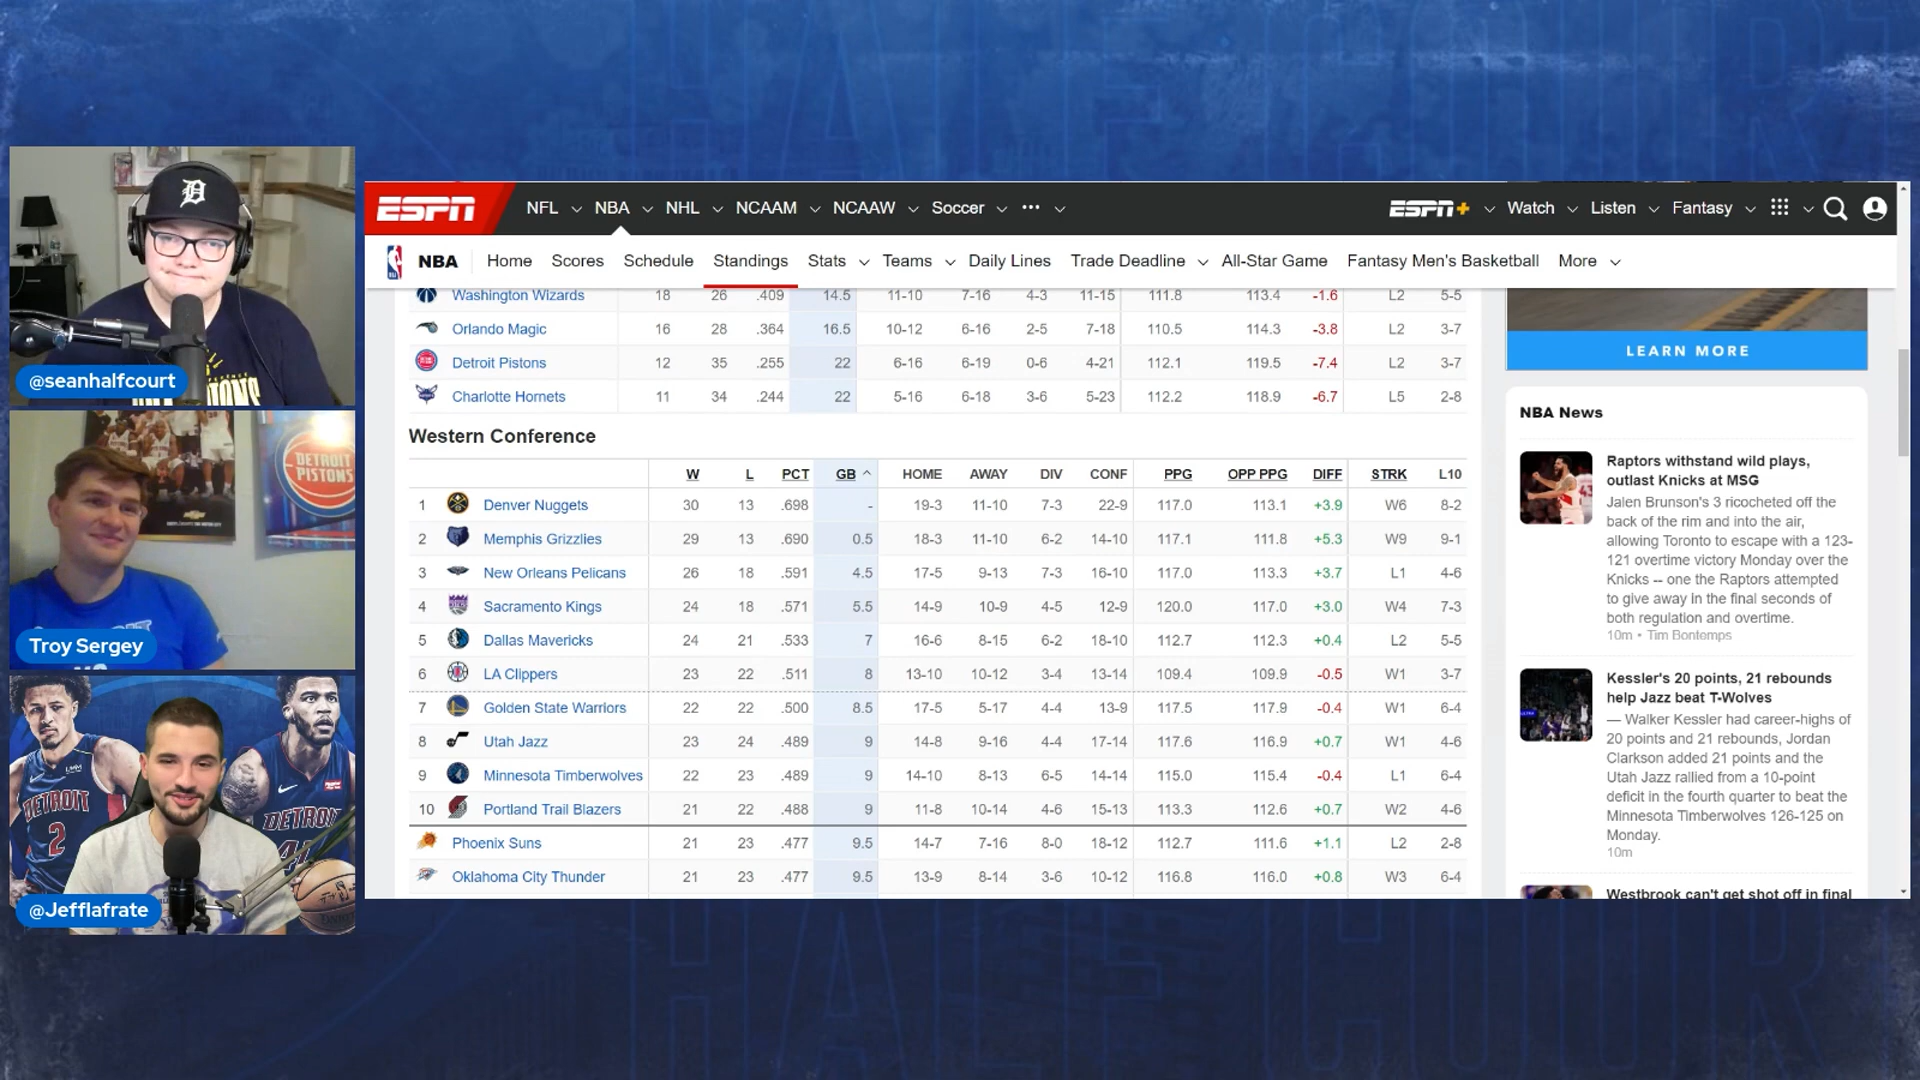 ESPN NFL NBA NHL NCAAM NCAAW Soccer ••• ESPN+ Watch Listen Fantasy
NBA Home Scores Schedule Standings Stats Teams Daily Lines Trade Deadline All-Star Game Fantasy Men's Basketball More
Washington Wizards 18 26 .409 14.5 11-10 7-16 4-3 11-15 111.8 113.4 -1.6 L2 5-5
Orlando Magic 16 28 .364 16.5 10-12 6-16 2-5 7-18 110.5 114.3 -3.8 L2 3-7
Detroit Pistons 12 35 .255 22 6-16 6-19 0-6 4-21 112.1 119.5 -7.4 L2 3-7
Charlotte Hornets 11 34 .244 22 5-16 6-18 3-6 5-23 112.2 118.9 -6.7 L5 2-8
Western Conference
W L PCT GB HOME AWAY DIV CONF PPG OPP PPG DIFF STRK L10
1 Denver Nuggets 30 13 .698 - 19-3 11-10 7-3 22-9 117.0 113.1 +3.9 W6 8-2
2 Memphis Grizzlies 29 13 .690 0.5 18-3 11-10 6-2 14-10 117.1 111.8 +5.3 W9 9-1
3 New Orleans Pelicans 26 18 .591 4.5 17-5 9-13 7-3 16-10 117.0 113.3 +3.7 L1 4-6
4 Sacramento Kings 24 18 .571 5.5 14-9 10-9 4-5 12-9 120.0 117.0 +3.0 W4 7-3
5 Dallas Mavericks 24 21 .533 7 16-6 8-15 6-2 18-10 112.7 112.3 +0.4 L2 5-5
6 LA Clippers 23 22 .511 8 13-10 10-12 3-4 13-14 109.4 109.9 -0.5 W1 3-7
7 Golden State Warriors 22 22 .500 8.5 17-5 5-17 4-4 13-9 117.5 117.9 -0.4 W1 6-4
8 Utah Jazz 23 24 .489 9 14-8 9-16 4-4 17-14 117.6 116.9 +0.7 W1 4-6
9 Minnesota Timberwolves 22 23 .489 9 14-10 8-13 6-5 14-14 115.0 115.4 -0.4 L1 6-4
10 Portland Trail Blazers 21 22 .488 9 11-8 10-14 4-6 15-13 113.3 112.6 +0.7 W2 4-6
Phoenix Suns 21 23 .477 9.5 14-7 7-16 8-0 18-12 112.7 111.6 +1.1 L2 2-8
Oklahoma City Thunder 21 23 .477 9.5 13-9 8-14 3-6 10-12 116.8 116.0 +0.8 W3 6-4
LEARN MORE
NBA News
Raptors withstand wild plays,
outlast Knicks at MSG
Jalen Brunson's 3 ricocheted off the
back of the rim and into the air,
allowing Toronto to escape with a 123-
121 overtime victory Monday over the
Knicks -- one the Raptors attempted
to give away in the final seconds of
both regulation and overtime.
10m • Tim Bontemps
Kessler's 20 points, 21 rebounds
help Jazz beat T-Wolves
— Walker Kessler had career-highs of
20 points and 21 rebounds, Jordan
Clarkson added 21 points and the
Utah Jazz rallied from a 10-point
deficit in the fourth quarter to beat the
Minnesota Timberwolves 126-125 on
Monday.
10m
Westbrook can't get shot off in final
D
@seanhalfcourt
DETROIT
PISTONS
Troy Sergey
DETROIT
2
DETROIT
@JeffIafrate
HALF COURT
HALF COURT